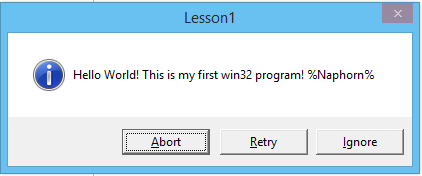 Lesson1
Hello World! This is my first win32 program! %Naphorn%
Abort Retry Ignore